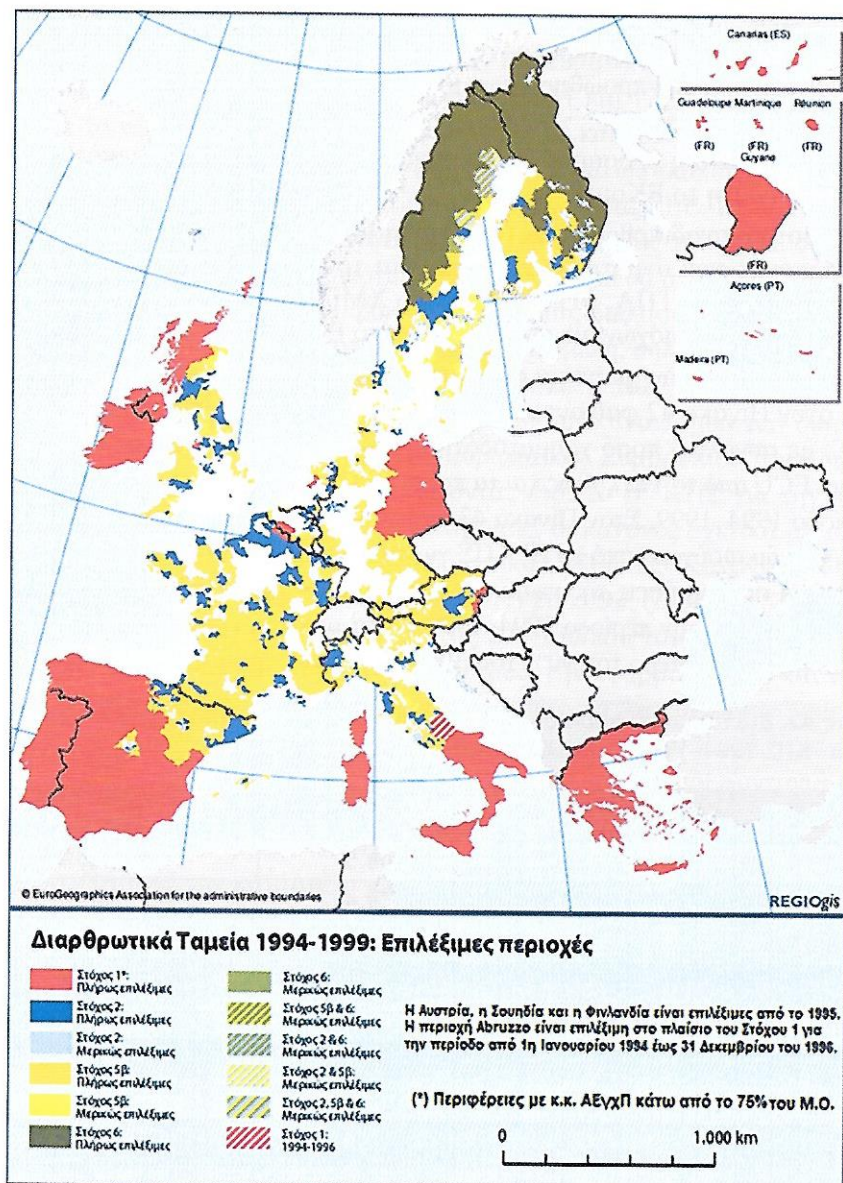 Canarias (ES)
Guadeloupe Martinique Réunion
(FR) (FR) (FR)
Guyane
(FR)
Açores (PT)
Madeira (PT)
© EuroGeographics Association for the administrative boundaries
REGIOgis
Διαρθρωτικά Ταμεία 1994-1999: Επιλέξιμες περιοχές
Στόχος 1*:
Πλήρως επιλέξιμες
Στόχος 2:
Πλήρως επιλέξιμες
Στόχος 2:
Μερικώς επιλέξιμες
Στόχος 5β:
Πλήρως επιλέξιμες
Στόχος 5β:
Μερικώς επιλέξιμες
Στόχος 6:
Πλήρως επιλέξιμες
Στόχος 6:
Μερικώς επιλέξιμες
Στόχος 5β & 6:
Μερικώς επιλέξιμες
Στόχος 2 & 6:
Μερικώς επιλέξιμες
Στόχος 2 & 5β:
Μερικώς επιλέξιμες
Στόχος 2, 5β & 6:
Μερικώς επιλέξιμες
Στόχος 1:
1994-1996
Η Αυστρία, η Σουηδία και η Φινλανδία είναι επιλέξιμες από το 1995.
Η περιοχή Abruzzo είναι επιλέξιμη στο πλαίσιο του Στόχου 1 για
την περίοδο από 1η Ιανουαρίου 1994 έως 31 Δεκεμβρίου του 1996.
(*) Περιφέρειες με κ.κ. ΑΕγχΠ κάτω από το 75% του Μ.Ο.
0 1.000 km